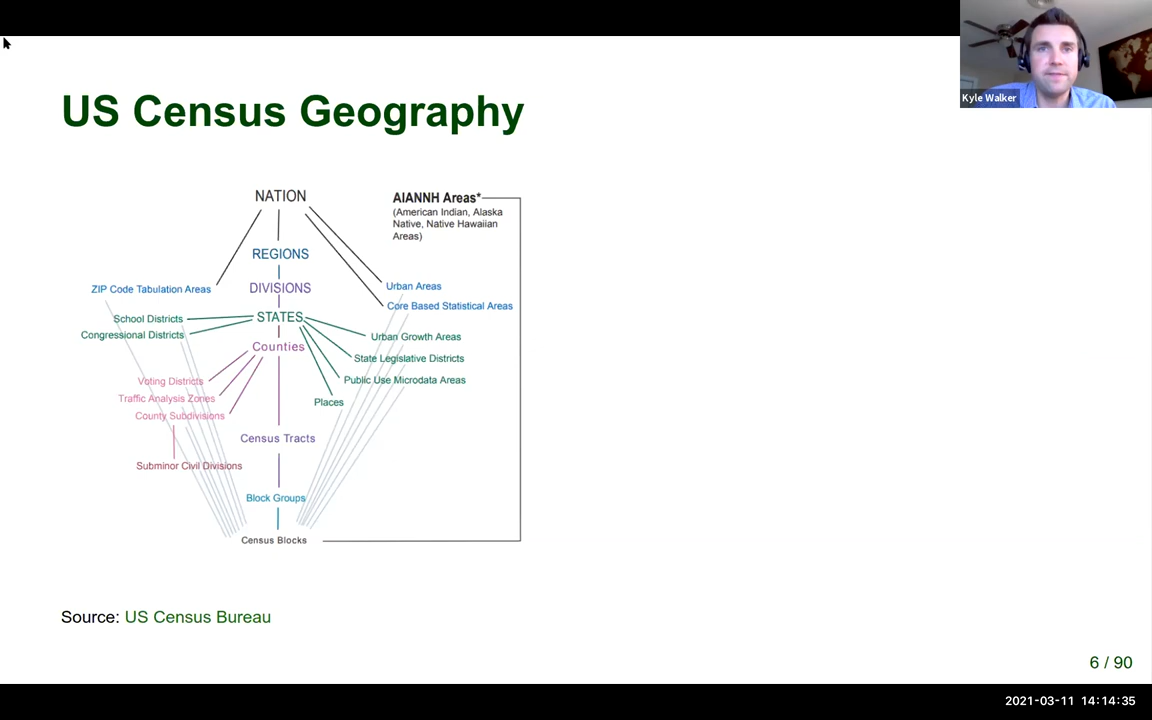 Kyle Walker
US Census Geography
NATION
AIANNH Areas*
(American Indian, Alaska
Native, Native Hawaiian
Areas)
REGIONS
ZIP Code Tabulation Areas
DIVISIONS
Urban Areas
Core Based Statistical Areas
School Districts
STATES
Congressional Districts
Urban Growth Areas
Counties
State Legislative Districts
Voting Districts
Public Use Microdata Areas
Traffic Analysis Zones
Places
County Subdivisions
Census Tracts
Subminor Civil Divisions
Block Groups
Census Blocks
Source: US Census Bureau
6 / 90
2021-03-11 14:14:35